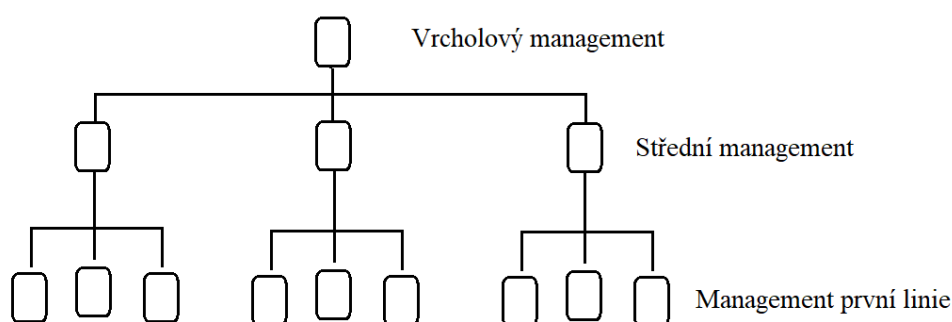 Vrcholový management
Střední management
Management první linie